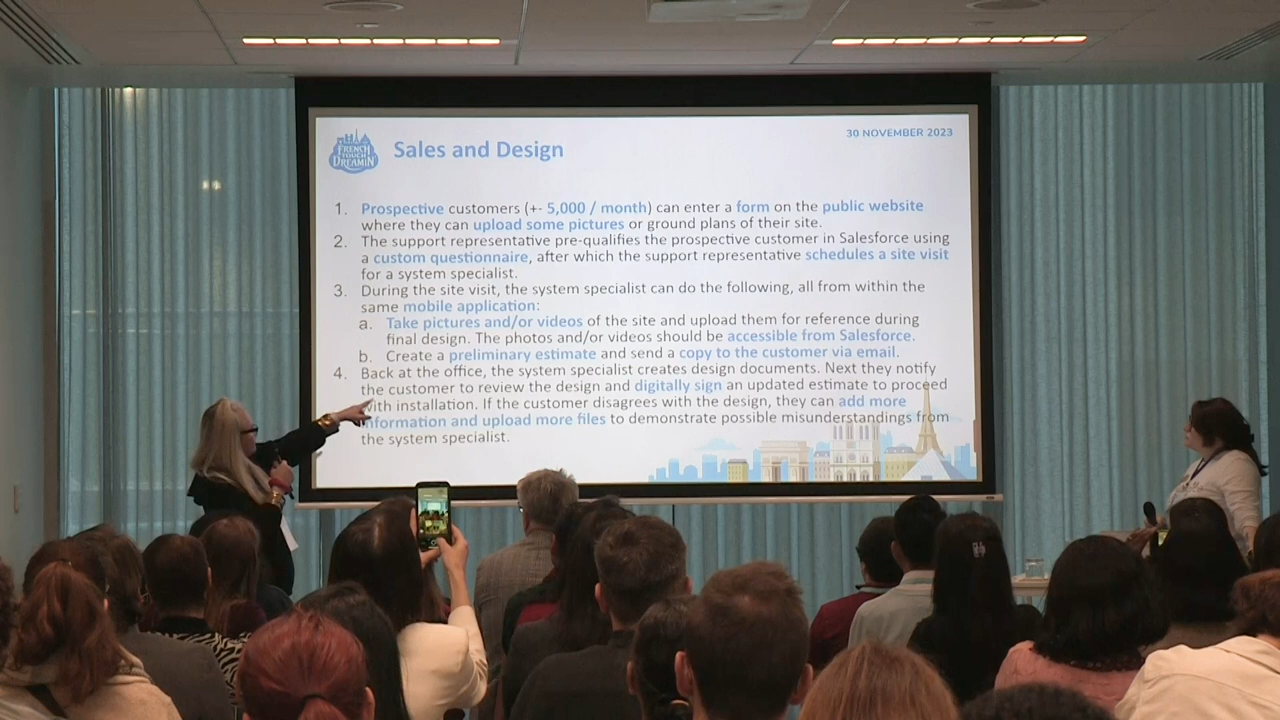 FRENCH
TOUCH
DREAMIN
Sales and Design
30 NOVEMBER 2023
1. Prospective customers (+- 5,000 / month) can enter a form on the public website
where they can upload some pictures or ground plans of their site.
2. The support representative pre-qualifies the prospective customer in Salesforce using
a custom questionnaire, after which the support representative schedules a site visit
for a system specialist.
3. During the site visit, the system specialist can do the following, all from within the
same mobile application:
a. Take pictures and/or videos of the site and upload them for reference during
final design. The photos and/or videos should be accessible from Salesforce.
b. Create a preliminary estimate and send a copy to the customer via email.
4. Back at the office, the system specialist creates design documents. Next they notify
the customer to review the design and digitally sign an updated estimate to proceed
with installation. If the customer disagrees with the design, they can add more
information and upload more files to demonstrate possible misunderstandings from
the system specialist.